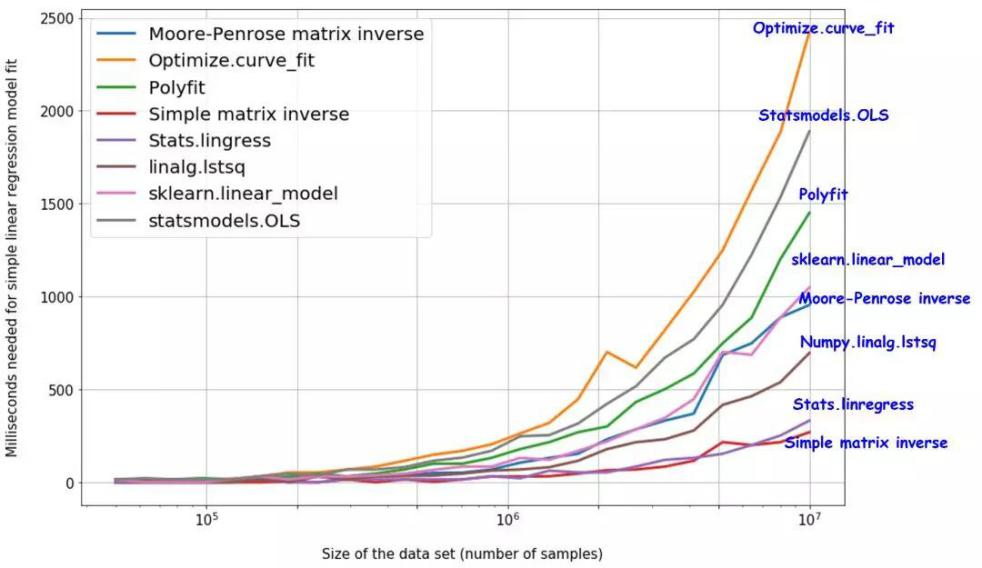 2500
2000
1500
1000
500
0
Milliseconds needed for simple linear regression model fit
Moore-Penrose matrix inverse
Optimize.curve_fit
Polyfit
Simple matrix inverse
Stats.lingress
linalg.lstsq
sklearn.linear_model
statsmodels.OLS
Optimize.curve_fit
Statsmodels.OLS
Polyfit
sklearn.linear_model
Moore-Penrose inverse
Numpy.linalg.lstsq
Stats.linregress
Simple matrix inverse
10⁵ 10⁶ 10⁷
Size of the data set (number of samples)